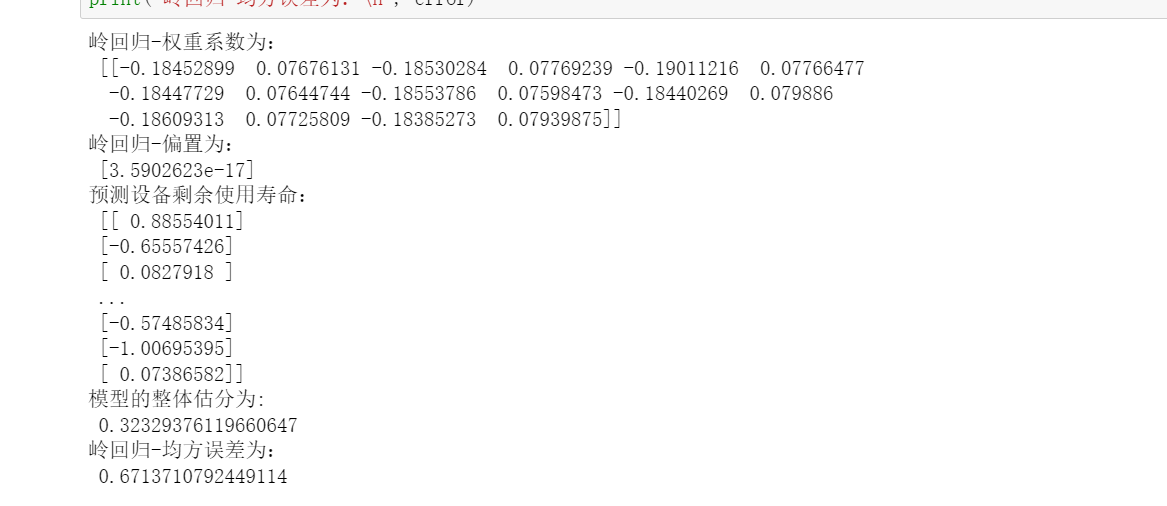 print("岭回归-均方误差为: \n", error)
岭回归-权重系数为:
[[-0.18452899  0.07676131 -0.18530284  0.07769239 -0.19011216  0.07766477
-0.18447729  0.07644744 -0.18553786  0.07598473 -0.18440269  0.079886
-0.18609313  0.07725809 -0.18385273  0.07939875]]
岭回归-偏置为:
[3.5902623e-17]
预测设备剩余使用寿命:
[[ 0.88554011]
[-0.65557426]
[ 0.0827918 ]
...
[-0.57485834]
[-1.00695395]
[ 0.07386582]]
模型的整体估分为:
0.32329376119660647
岭回归-均方误差为:
0.6713710792449114